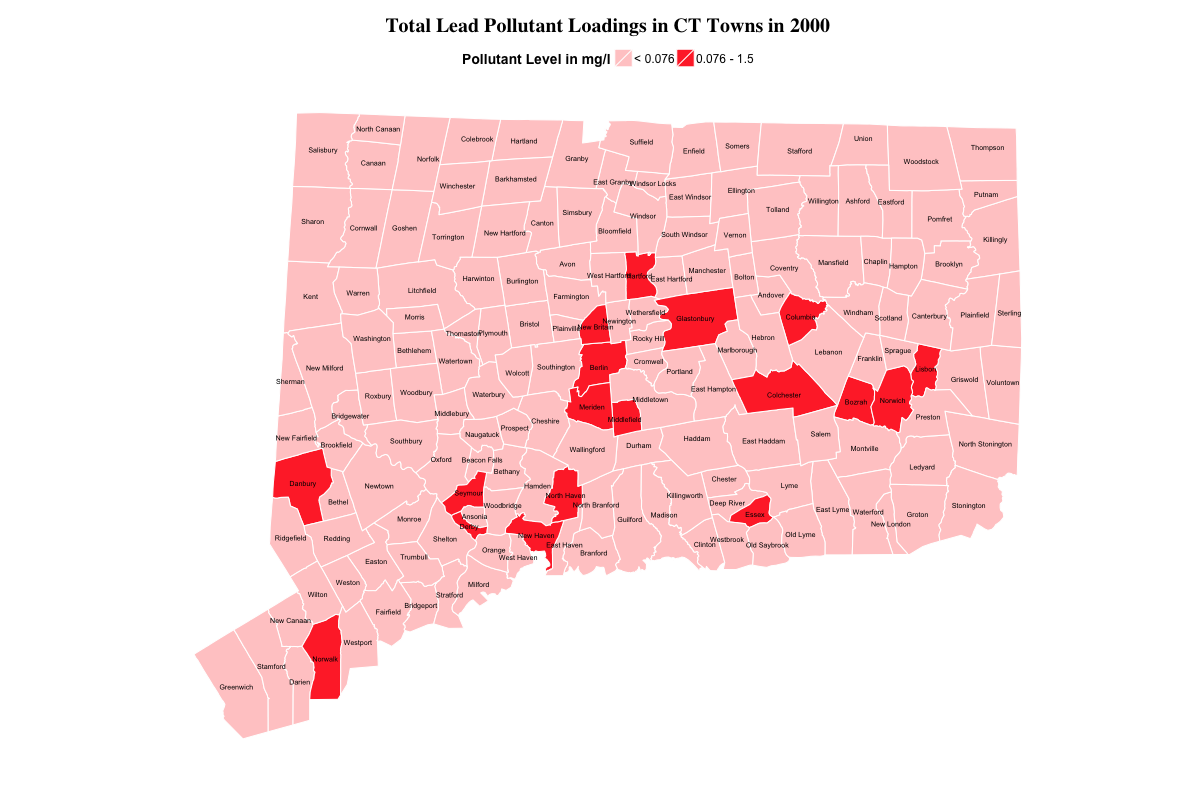 Total Lead Pollutant Loadings in CT Towns in 2000
Pollutant Level in mg/l < 0.076 0.076 - 1.5
North Canaan
Colebrook
Hartland
Suffield
Union
Salisbury
Canaan
Norfolk
Granby
Enfield
Somers
Stafford
Woodstock
Thompson
Winchester
Barkhamsted
East Granby
Windsor Locks
East Windsor
Ellington
Willington
Ashford
Eastford
Putnam
Sharon
Cornwall
Goshen
Torrington
New Hartford
Canton
Simsbury
Bloomfield
Windsor
South Windsor
Vernon
Tolland
Pomfret
Killingly
Harwinton
Burlington
Avon
West Hartford
Hartford
East Hartford
Manchester
Bolton
Coventry
Mansfield
Chaplin
Hampton
Brooklyn
Kent
Warren
Litchfield
Farmington
Andover
Morris
Washington
Bethlehem
Thomaston
Plymouth
Bristol
Plainville
New Britain
Newington
Wethersfield
Glastonbury
Columbia
Windham
Scotland
Canterbury
Plainfield
Sterling
Rocky Hill
Hebron
Marlborough
Lebanon
Franklin
Sprague
Lisbon
Griswold
Voluntown
New Milford
Sherman
Watertown
Wolcott
Southington
Berlin
Cromwell
Portland
East Hampton
Colchester
Bozrah
Norwich
Preston
Roxbury
Woodbury
Waterbury
Bridgewater
Middlebury
Meriden
Middlefield
Middletown
Cheshire
Prospect
Naugatuck
New Fairfield
Brookfield
Southbury
Oxford
Beacon Falls
Bethany
Wallingford
Durham
Haddam
East Haddam
Salem
Montville
Ledyard
North Stonington
Danbury
Bethel
Newtown
Seymour
Woodbridge
Hamden
North Haven
North Branford
Guilford
Madison
Killingworth
Chester
Deep River
Essex
Lyme
East Lyme
Waterford
New London
Groton
Stonington
Monroe
Ansonia
Derby
Shelton
Ridgefield
Redding
New Haven
East Haven
Branford
Clinton
Westbrook
Old Saybrook
Old Lyme
Orange
West Haven
Easton
Trumbull
Milford
Weston
Wilton
Stratford
Bridgeport
Fairfield
New Canaan
Westport
Norwalk
Stamford
Darien
Greenwich